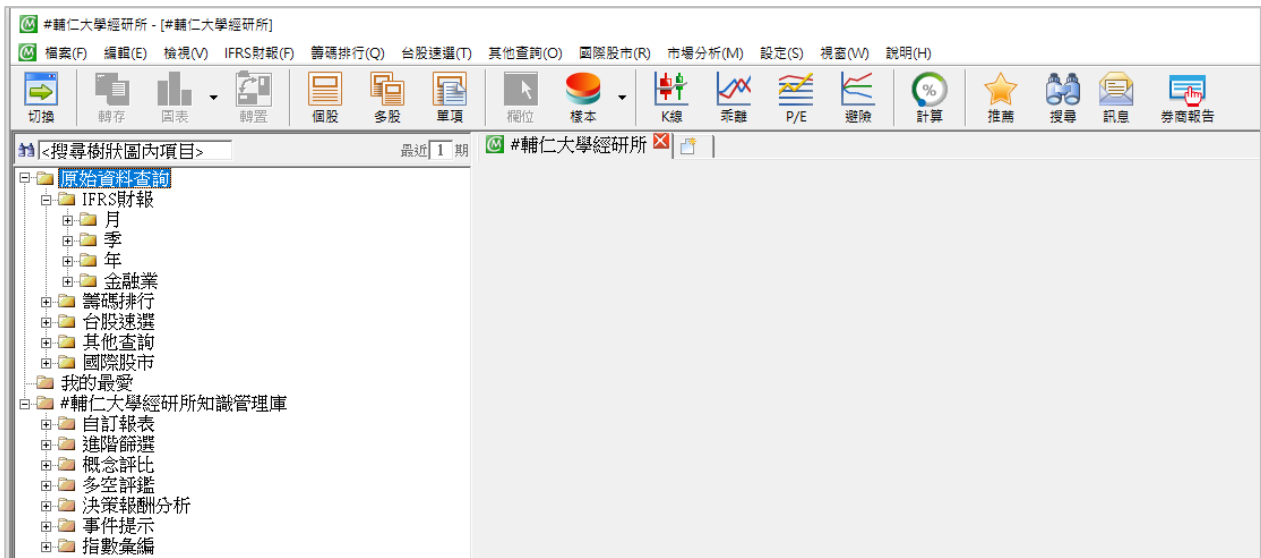 #輔仁大學經研所 - [#輔仁大學經研所]
檔案(F) 編輯(E) 檢視(V) IFRS財報(F) 籌碼排行(Q) 台股速選(T) 其他查詢(O) 國際股市(R) 市場分析(M) 設定(S) 視窗(W) 說明(H)
切換 轉存 圖表 轉置 個股 多股 單項 欄位 樣本 K線 乖離 P/E 避險 計算 推薦 搜尋 訊息 券商報告
<搜尋樹狀圖內項目> 最近 1 期 #輔仁大學經研所
原始資料查詢
IFRS財報
月
季
年
金融業
籌碼排行
台股速選
其他查詢
國際股市
我的最愛
#輔仁大學經研所知識管理庫
自訂報表
進階篩選
概念評比
多空評鑑
決策報酬分析
事件提示
指數彙編